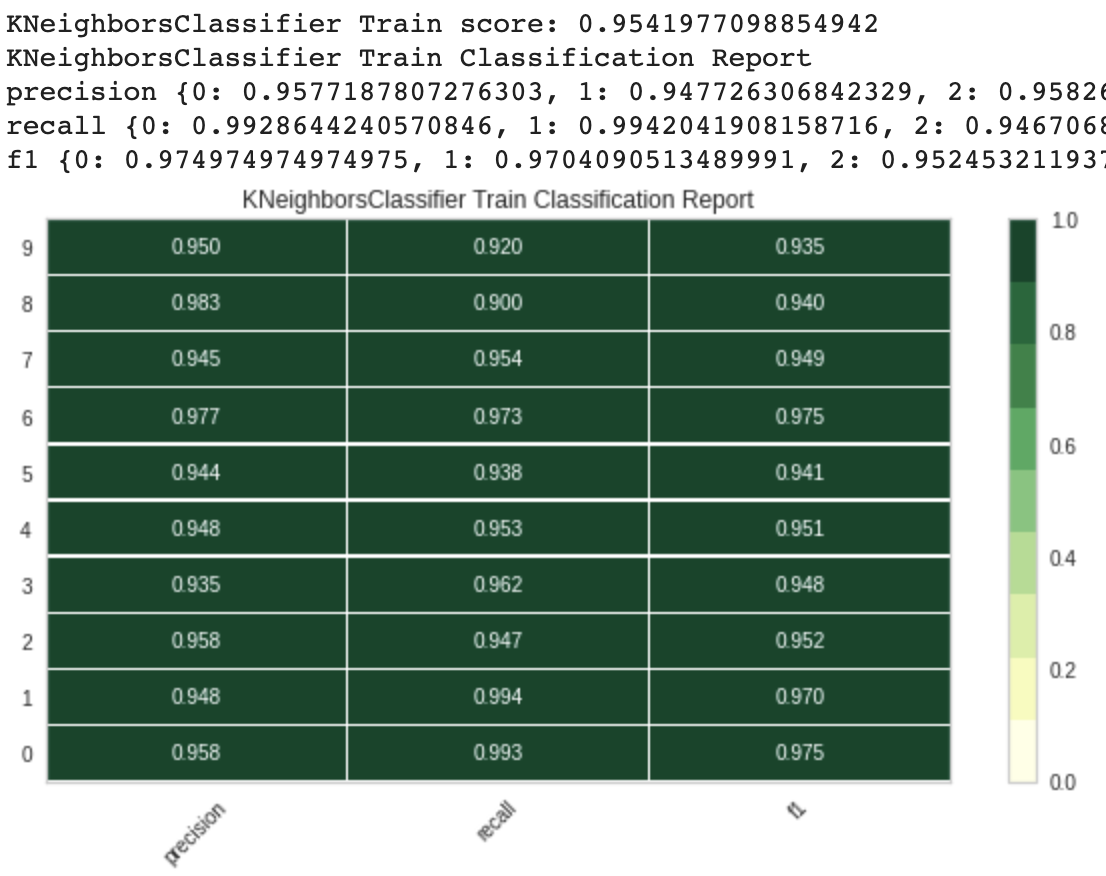 KNeighborsClassifier Train score: 0.9541977098854942
KNeighborsClassifier Train Classification Report
precision {0: 0.9577187807276303, 1: 0.947726306842329, 2: 0.95826
recall {0: 0.9928644240570846, 1: 0.9942041908158716, 2: 0.9467068
f1 {0: 0.974974974974975, 1: 0.9704090513489991, 2: 0.952453211937
KNeighborsClassifier Train Classification Report
9 0.950 0.920 0.935
8 0.983 0.900 0.940
7 0.945 0.954 0.949
6 0.977 0.973 0.975
5 0.944 0.938 0.941
4 0.948 0.953 0.951
3 0.935 0.962 0.948
2 0.958 0.947 0.952
1 0.948 0.994 0.970
0 0.958 0.993 0.975
precision recall f1
1.0
0.8
0.6
0.4
0.2
0.0